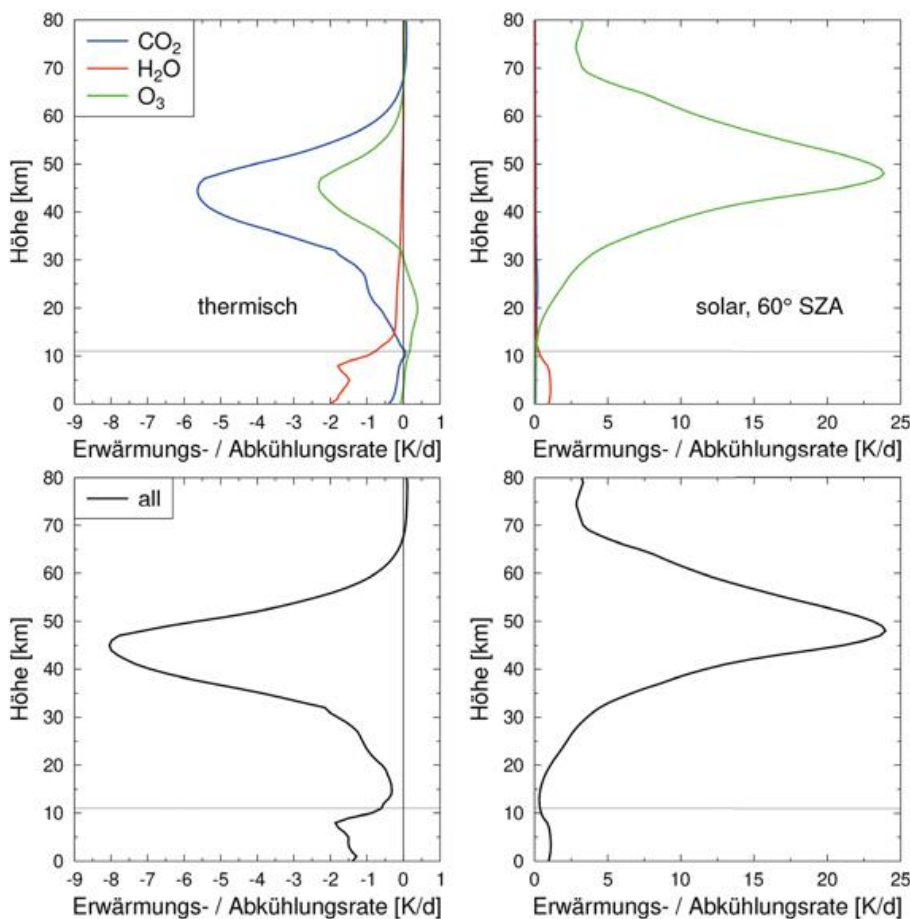 80
70
60
50
40
30
20
10
0
Höhe [km]
CO₂
H₂O
O₃
thermisch
-9 -8 -7 -6 -5 -4 -3 -2 -1 0 1
Erwärmungs- / Abkühlungsrate [K/d]
80
70
60
50
40
30
20
10
0
Höhe [km]
solar, 60° SZA
0 5 10 15 20 25
Erwärmungs- / Abkühlungsrate [K/d]
80
70
60
50
40
30
20
10
0
Höhe [km]
all
-9 -8 -7 -6 -5 -4 -3 -2 -1 0 1
Erwärmungs- / Abkühlungsrate [K/d]
80
70
60
50
40
30
20
10
0
Höhe [km]
0 5 10 15 20 25
Erwärmungs- / Abkühlungsrate [K/d]